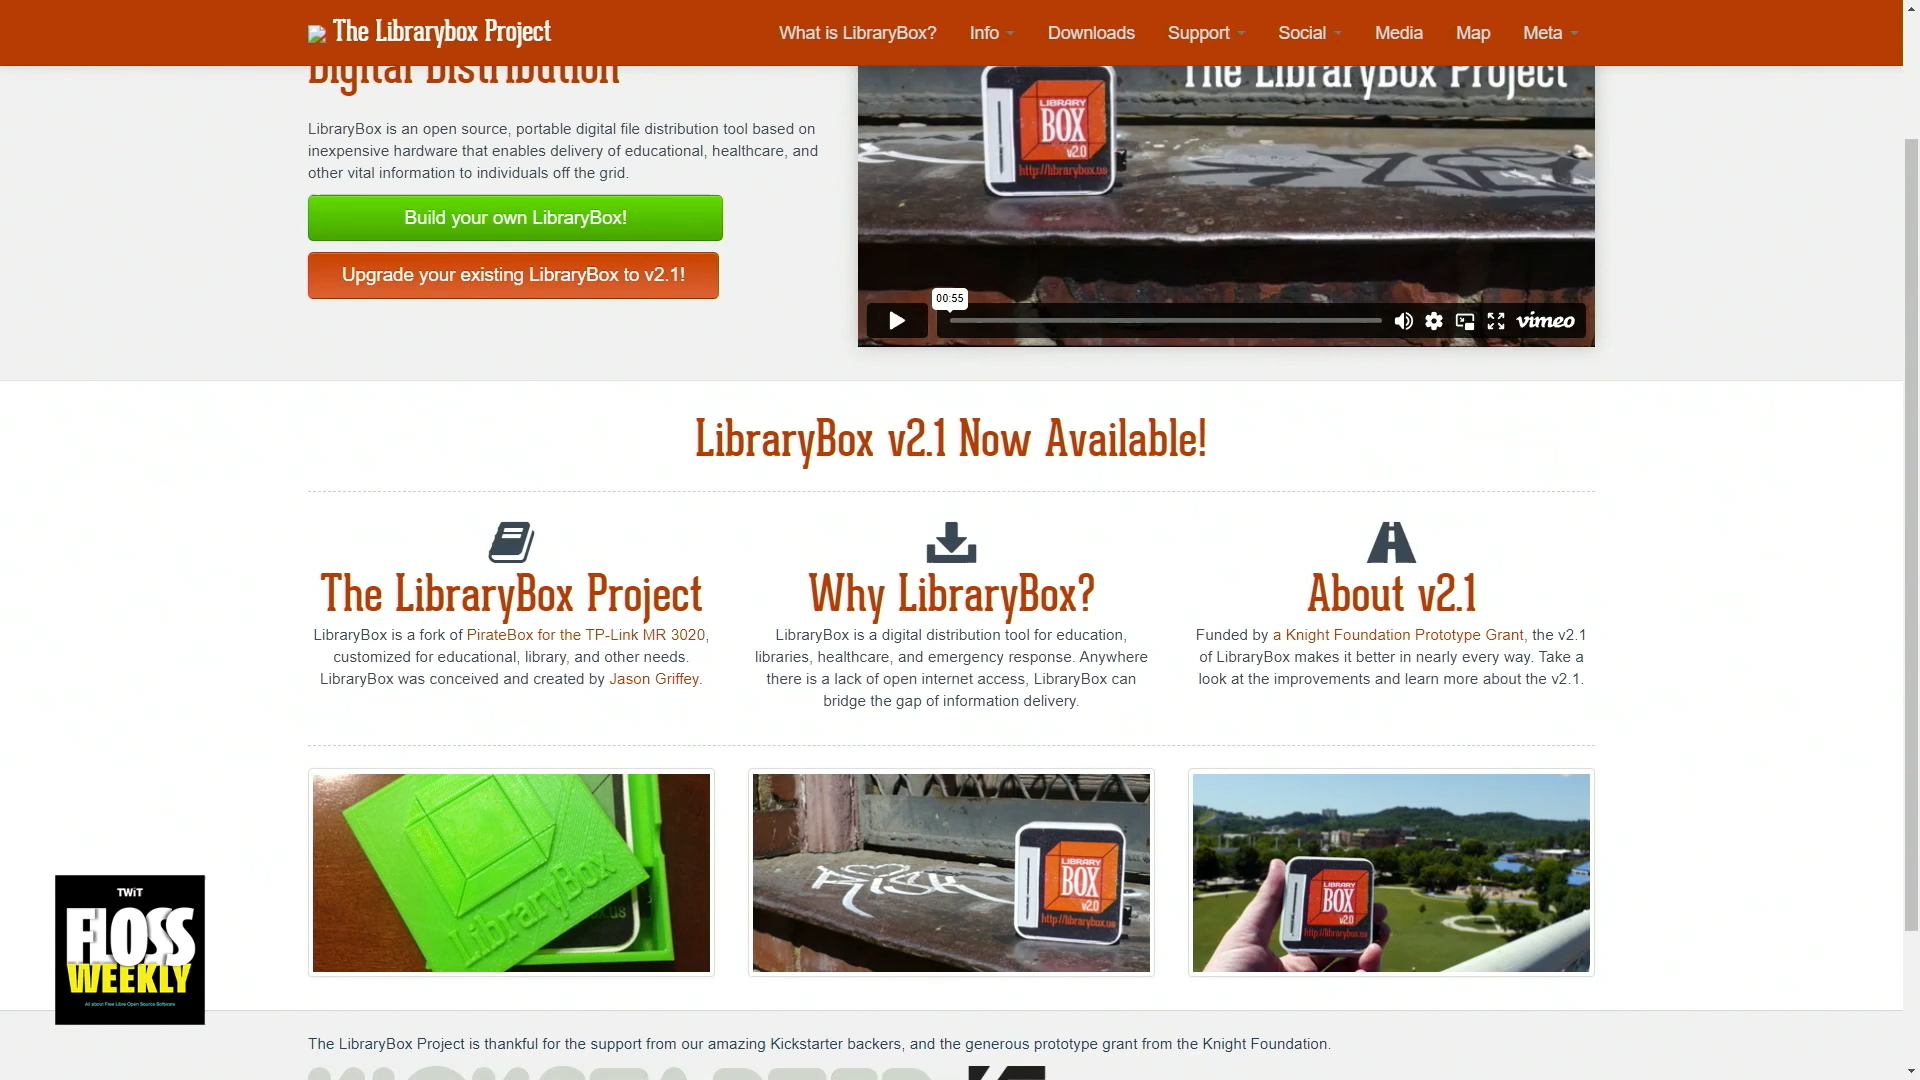 The Librarybox Project
What is LibraryBox?
Info
Downloads
Support
Social
Media
Map
Meta
Digital Distribution
LibraryBox is an open source, portable digital file distribution tool based on
inexpensive hardware that enables delivery of educational, healthcare, and
other vital information to individuals off the grid.
Build your own LibraryBox!
Upgrade your existing LibraryBox to v2.1!
The LibraryBox Project
LIBRARY
BOX
v2.0
http://librarybox.us
00:55
vimeo
LibraryBox v2.1 Now Available!
The LibraryBox Project
LibraryBox is a fork of PirateBox for the TP-Link MR 3020,
customized for educational, library, and other needs.
LibraryBox was conceived and created by Jason Griffey.
Why LibraryBox?
LibraryBox is a digital distribution tool for education,
libraries, healthcare, and emergency response. Anywhere
there is a lack of open internet access, LibraryBox can
bridge the gap of information delivery.
About v2.1
Funded by a Knight Foundation Prototype Grant, the v2.1
of LibraryBox makes it better in nearly every way. Take a
look at the improvements and learn more about the v2.1.
LibraryBox
LIBRARY
BOX
v2.0
http://librarybox.us
LIBRARY
BOX
v2.0
http://librarybox.us
TWiT
FLOSS
WEEKLY
All about Free Libre Open Source Software
The LibraryBox Project is thankful for the support from our amazing Kickstarter backers, and the generous prototype grant from the Knight Foundation.
KICKSTARTER